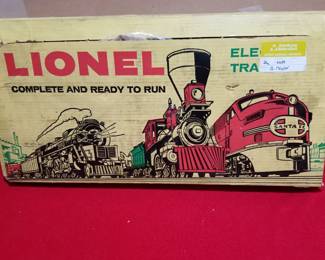 LIONEL
ELE
TRA
COMPLETE AND READY TO RUN
SANTA FE